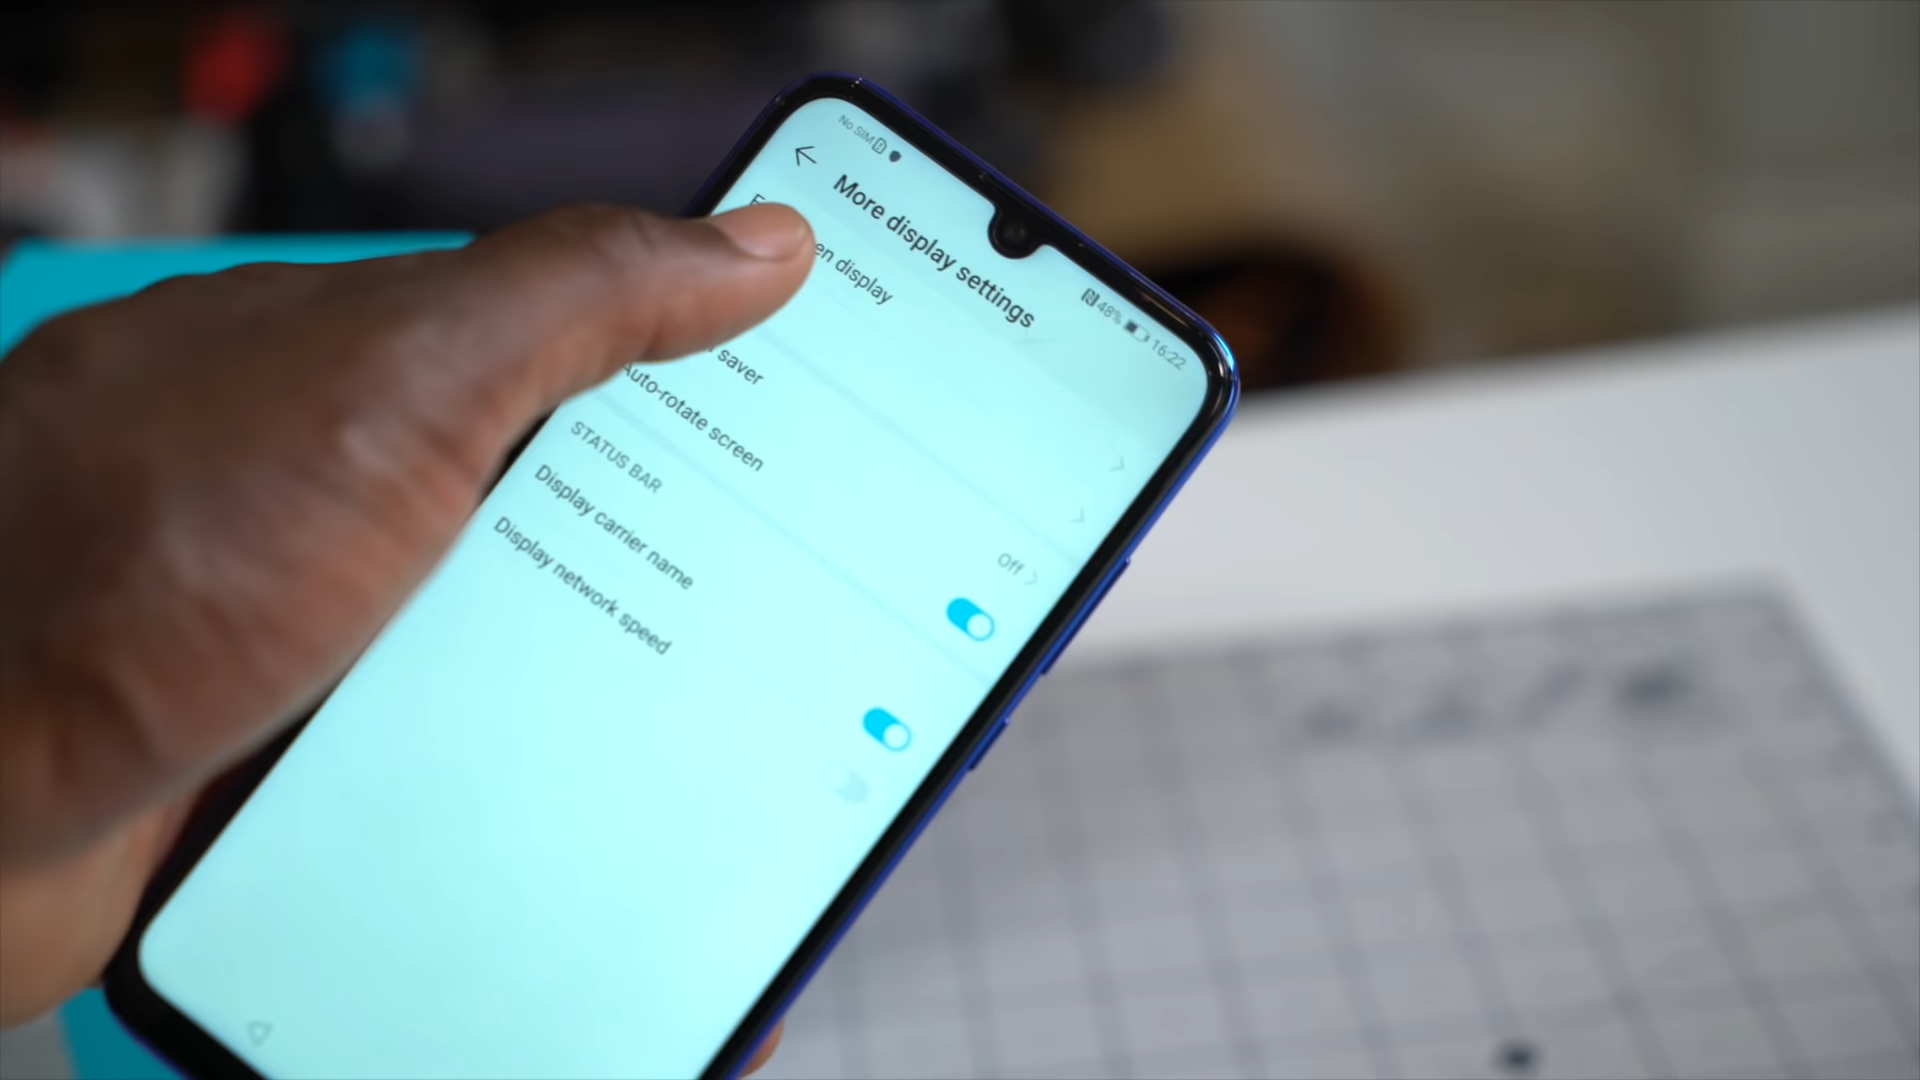 No SIM
48% 16:22
More display settings
en display
saver
Off
Auto-rotate screen
STATUS BAR
Display carrier name
Display network speed